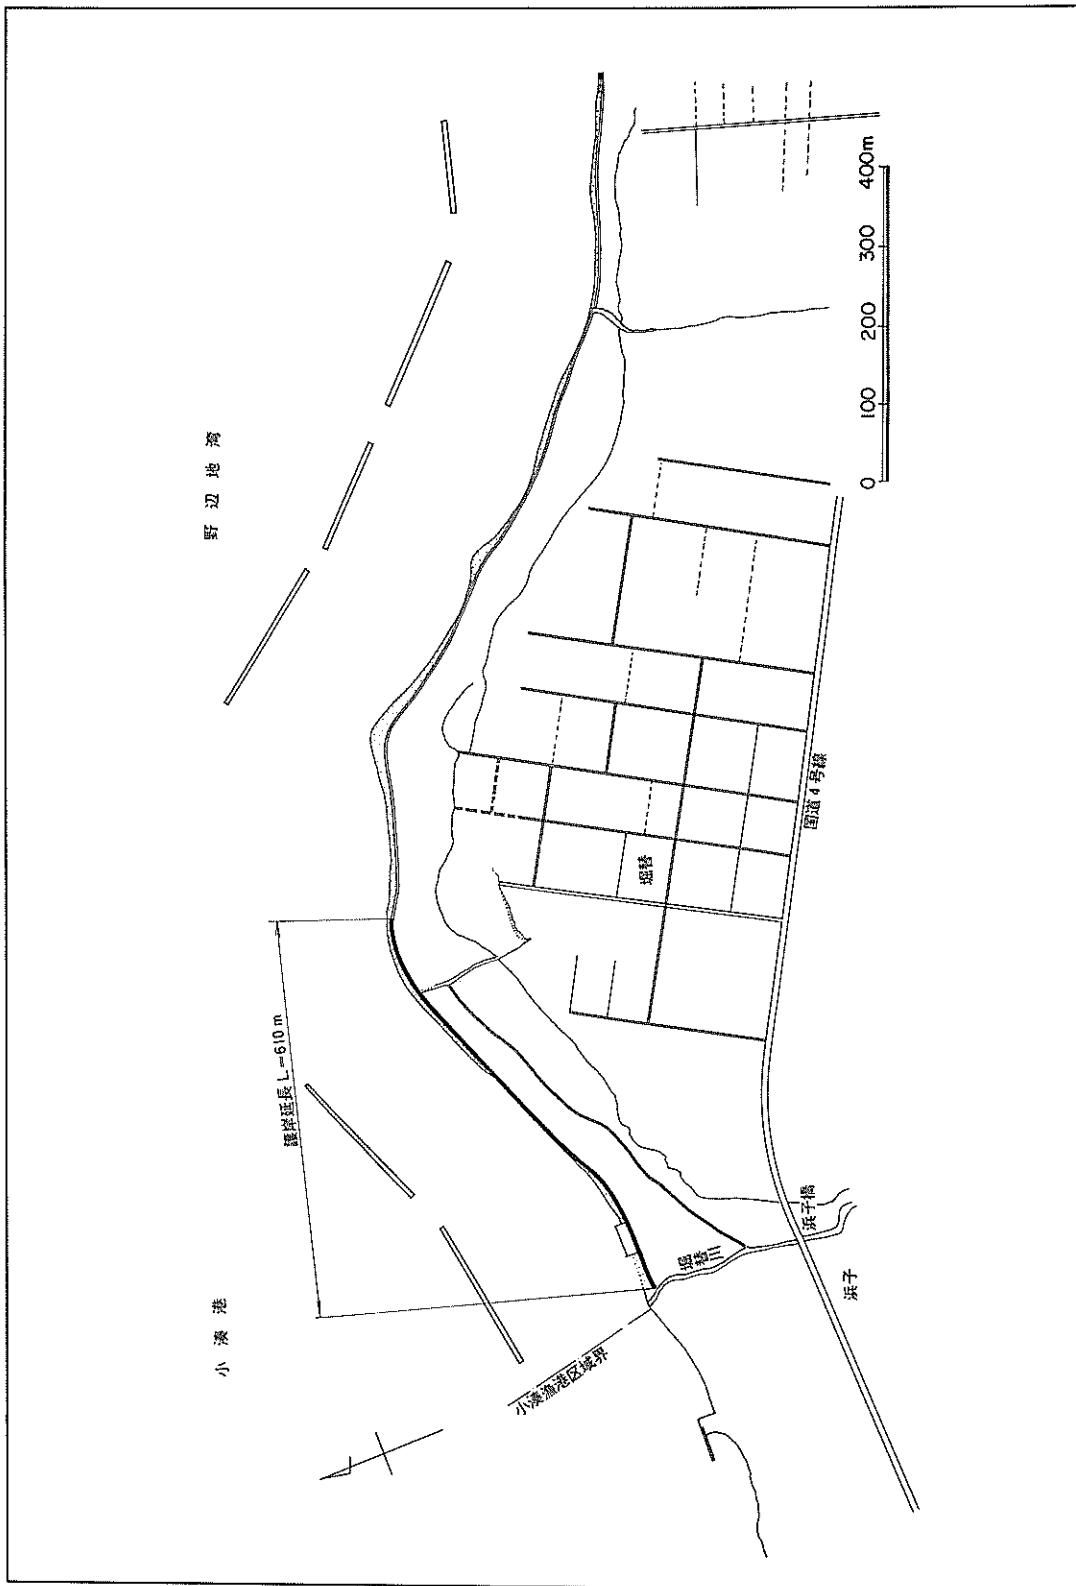 野辺地湾
小湊港
護岸延長 L=610m
小湊漁港区域界
堀替
堀替川
浜子橋
浜子
国道4号線
0 100 200 300 400m